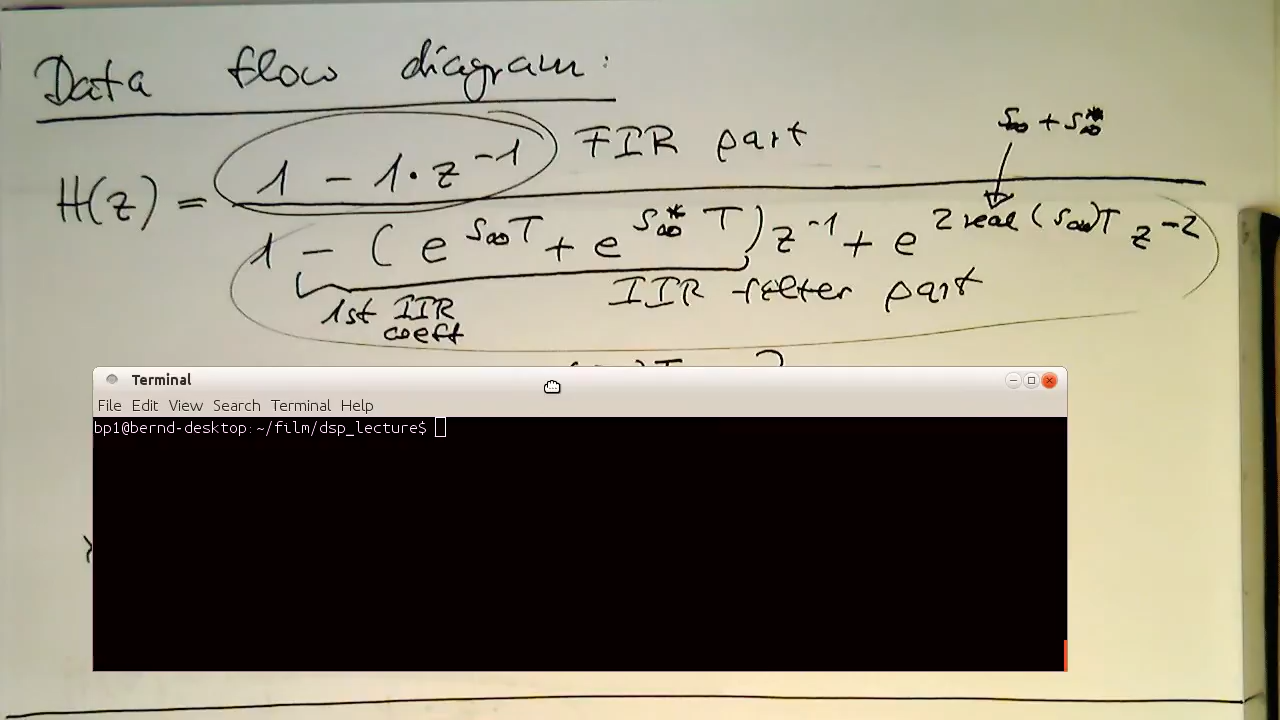 Data flow diagram:
s∞ + s∞*
1 - 1·z^-1 FIR part
H(z) =
1 - (e^{s∞T} + e^{s∞* T}) z^-1 + e^{2 real (s∞)T} z^-2
1st IIR IIR filter part
coeff
Terminal
File Edit View Search Terminal Help
bp1@bernd-desktop:~/film/dsp_lecture$